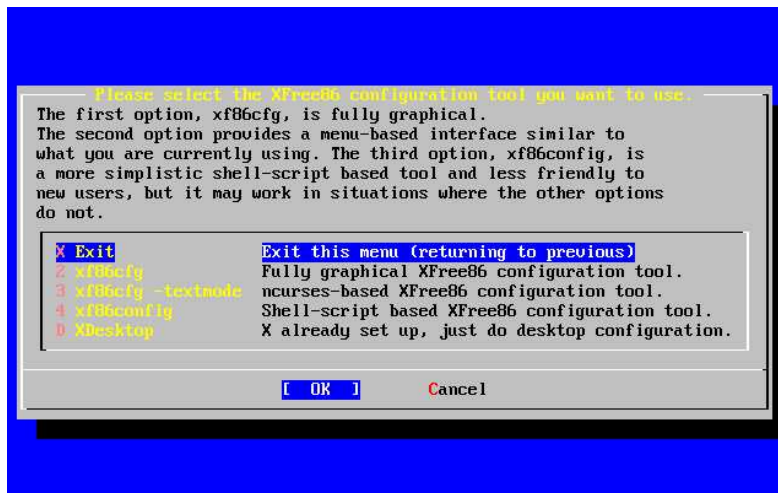 Please select the XFree86 configuration tool you want to use.
The first option, xf86cfg, is fully graphical.
The second option provides a menu-based interface similar to
what you are currently using. The third option, xf86config, is
a more simplistic shell-script based tool and less friendly to
new users, but it may work in situations where the other options
do not.
X Exit Exit this menu (returning to previous)
2 xf86cfg Fully graphical XFree86 configuration tool.
3 xf86cfg -textmode ncurses-based XFree86 configuration tool.
4 xf86config Shell-script based XFree86 configuration tool.
D XDesktop X already set up, just do desktop configuration.
[ OK ] Cancel